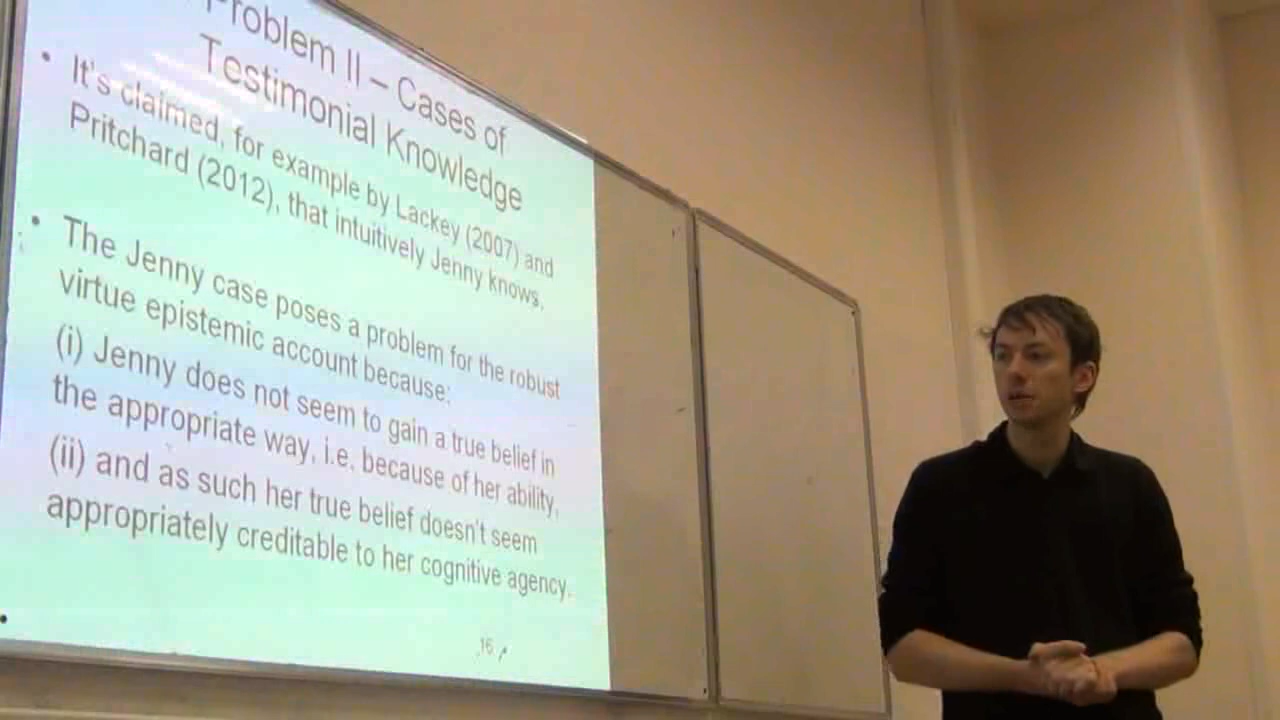 Problem II – Cases of
Testimonial Knowledge
• It's claimed, for example by Lackey (2007) and
Pritchard (2012), that intuitively Jenny knows.
• The Jenny case poses a problem for the robust
virtue epistemic account because:
(i) Jenny does not seem to gain a true belief in
the appropriate way, i.e. because of her ability,
(ii) and as such her true belief doesn't seem
appropriately creditable to her cognitive agency.
16